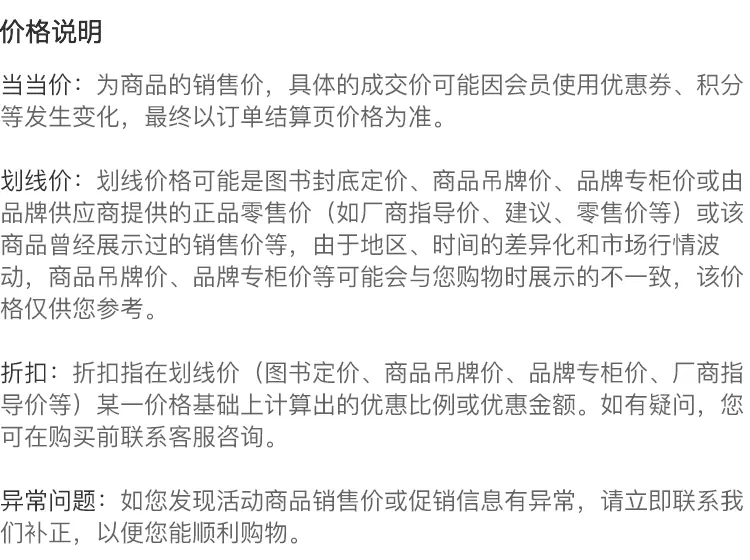 价格说明
当当价：为商品的销售价，具体的成交价可能因会员使用优惠券、积分
等发生变化，最终以订单结算页价格为准。
划线价：划线价格可能是图书封底定价、商品吊牌价、品牌专柜价或由
品牌供应商提供的正品零售价（如厂商指导价、建议、零售价等）或该
商品曾经展示过的销售价等，由于地区、时间的差异化和市场行情波
动，商品吊牌价、品牌专柜价等可能会与您购物时展示的不一致，该价
格仅供您参考。
折扣：折扣指在划线价（图书定价、商品吊牌价、品牌专柜价、厂商指
导价等）某一价格基础上计算出的优惠比例或优惠金额。如有疑问，您
可在购买前联系客服咨询。
异常问题：如您发现活动商品销售价或促销信息有异常，请立即联系我
们补正，以便您能顺利购物。